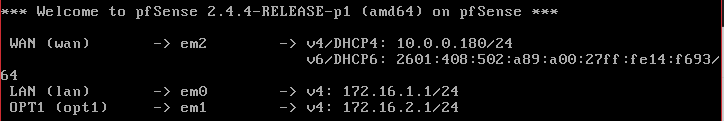 *** Welcome to pfSense 2.4.4-RELEASE-p1 (amd64) on pfSense ***
WAN (wan) -> em2 -> v4/DHCP4: 10.0.0.180/24
v6/DHCP6: 2601:408:502:a89:a00:27ff:fe14:f693/
64
LAN (lan) -> em0 -> v4: 172.16.1.1/24
OPT1 (opt1) -> em1 -> v4: 172.16.2.1/24